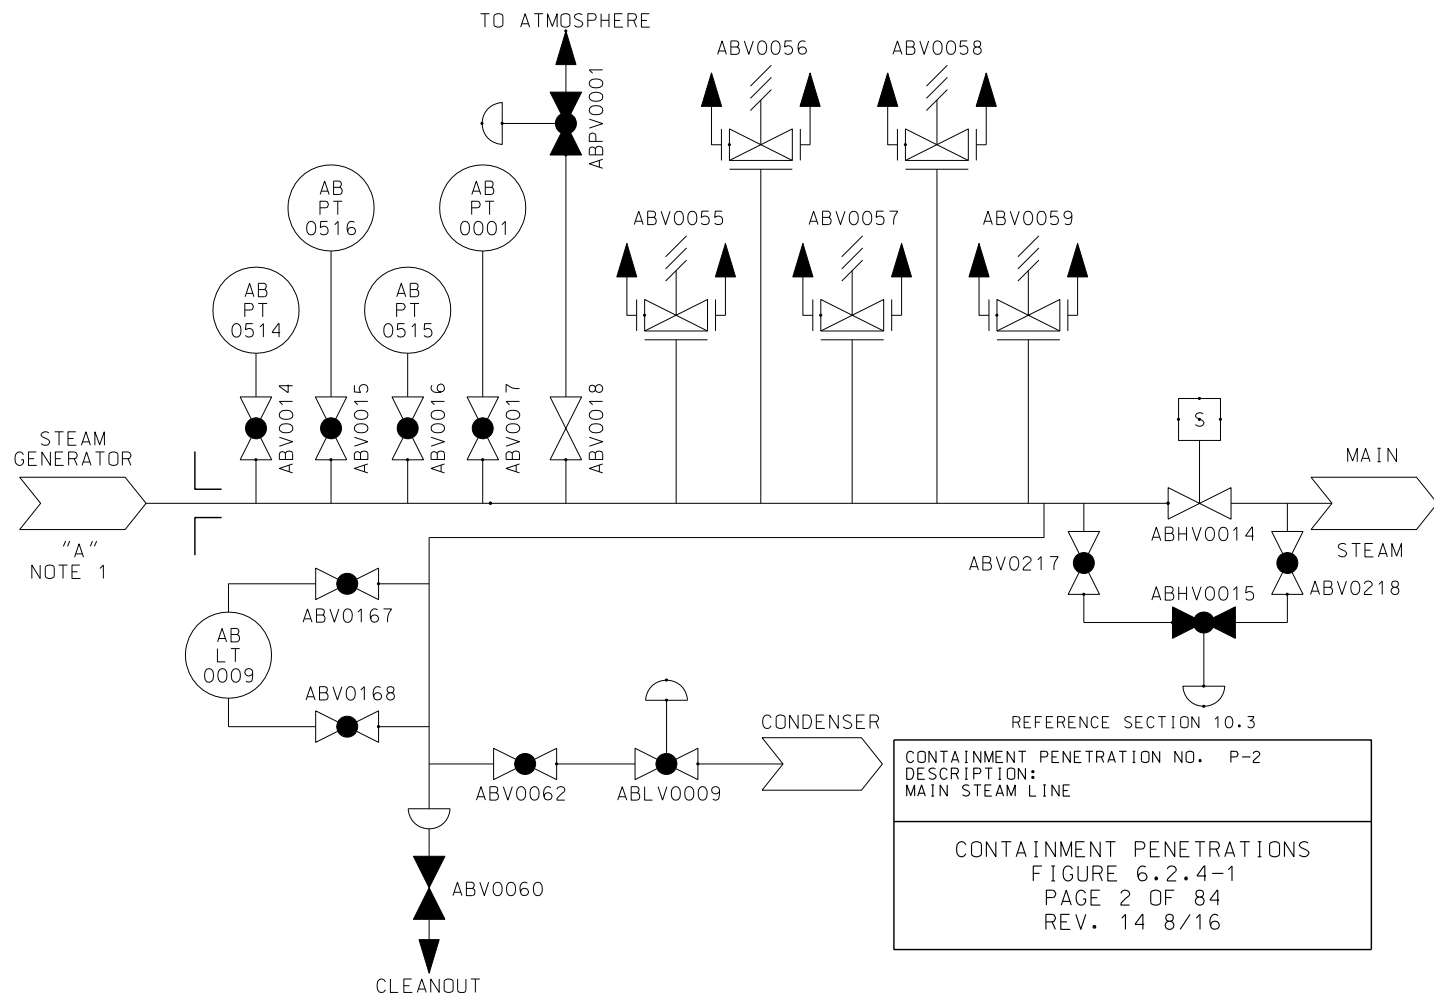 TO ATMOSPHERE
ABV0056
ABV0058
ABPV0001
AB
PT
0516
AB
PT
0001
ABV0055
ABV0057
ABV0059
AB
PT
0514
AB
PT
0515
ABV0014
ABV0015
ABV0016
ABV0017
ABV0018
S
STEAM
GENERATOR
"A"
NOTE 1
MAIN
STEAM
ABHV0014
ABV0217
ABHV0015
ABV0218
ABV0167
AB
LT
0009
ABV0168
CONDENSER
ABV0062
ABLV0009
ABV0060
CLEANOUT
REFERENCE SECTION 10.3
CONTAINMENT PENETRATION NO. P-2
DESCRIPTION:
MAIN STEAM LINE
CONTAINMENT PENETRATIONS
FIGURE 6.2.4-1
PAGE 2 OF 84
REV. 14 8/16